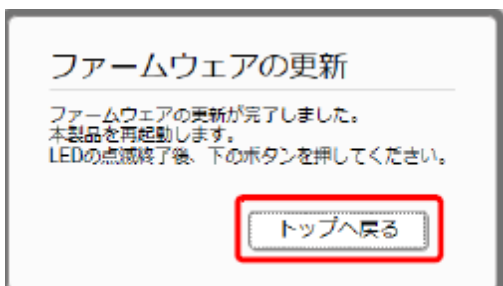 ファームウェアの更新
ファームウェアの更新が完了しました。
本製品を再起動します。
LEDの点滅終了後、下のボタンを押してください。
トップへ戻る